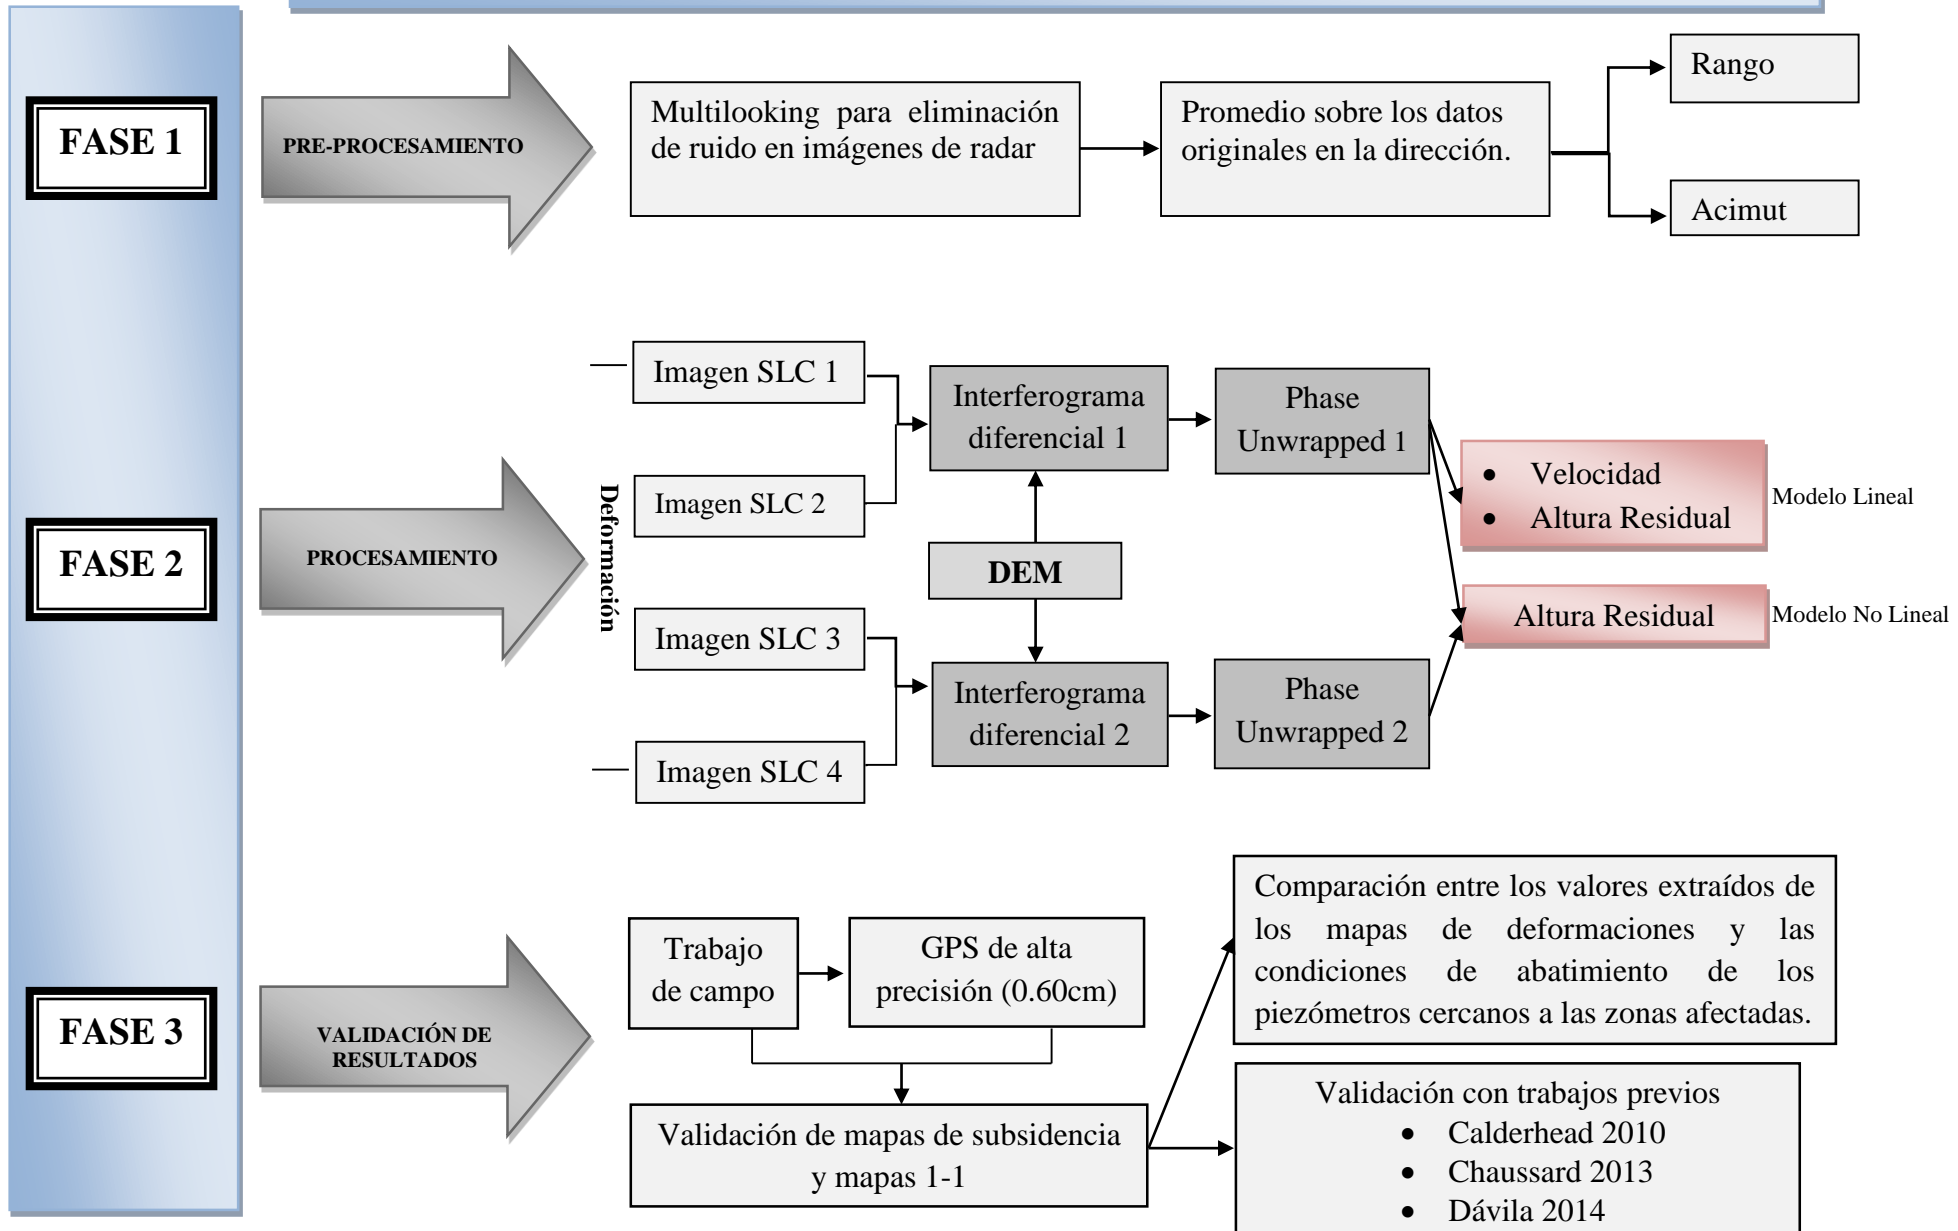 FASE 1
PRE-PROCESAMIENTO
Multilooking para eliminación
de ruido en imágenes de radar
Promedio sobre los datos
originales en la dirección.
Rango
Acimut
FASE 2
PROCESAMIENTO
Deformación
Imagen SLC 1
Imagen SLC 2
Imagen SLC 3
Imagen SLC 4
Interferograma
diferencial 1
DEM
Interferograma
diferencial 2
Phase
Unwrapped 1
Phase
Unwrapped 2
• Velocidad
• Altura Residual
Modelo Lineal
Altura Residual
Modelo No Lineal
FASE 3
VALIDACIÓN DE
RESULTADOS
Trabajo
de campo
GPS de alta
precisión (0.60cm)
Validación de mapas de subsidencia
y mapas 1-1
Comparación entre los valores extraídos de
los mapas de deformaciones y las
condiciones de abatimiento de los
piezómetros cercanos a las zonas afectadas.
Validación con trabajos previos
• Calderhead 2010
• Chaussard 2013
• Dávila 2014